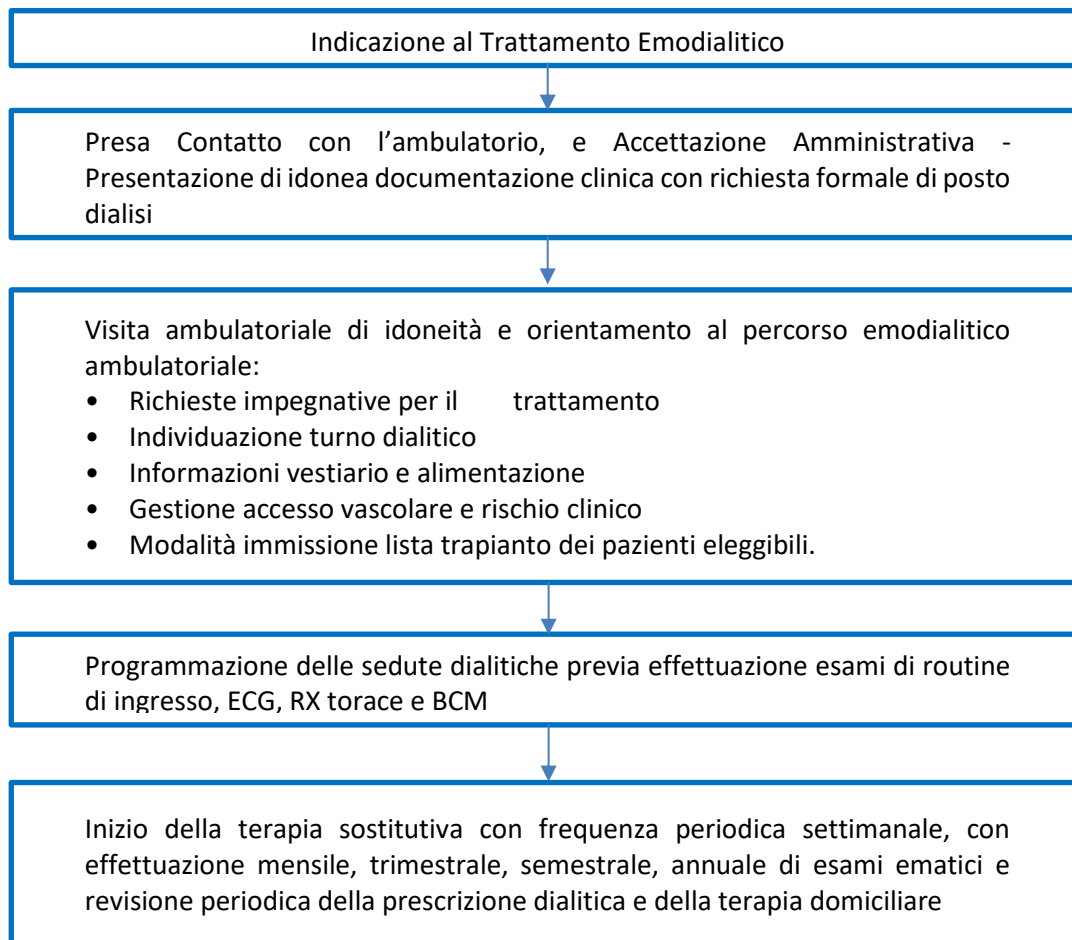 Indicazione al Trattamento Emodialitico
Presa Contatto con l'ambulatorio, e Accettazione Amministrativa -
Presentazione di idonea documentazione clinica con richiesta formale di posto
dialisi
Visita ambulatoriale di idoneità e orientamento al percorso emodialitico
ambulatoriale:
• Richieste impegnative per il trattamento
• Individuazione turno dialitico
• Informazioni vestiario e alimentazione
• Gestione accesso vascolare e rischio clinico
• Modalità immissione lista trapianto dei pazienti eleggibili.
Programmazione delle sedute dialitiche previa effettuazione esami di routine
di ingresso, ECG, RX torace e BCM
Inizio della terapia sostitutiva con frequenza periodica settimanale, con
effettuazione mensile, trimestrale, semestrale, annuale di esami ematici e
revisione periodica della prescrizione dialitica e della terapia domiciliare